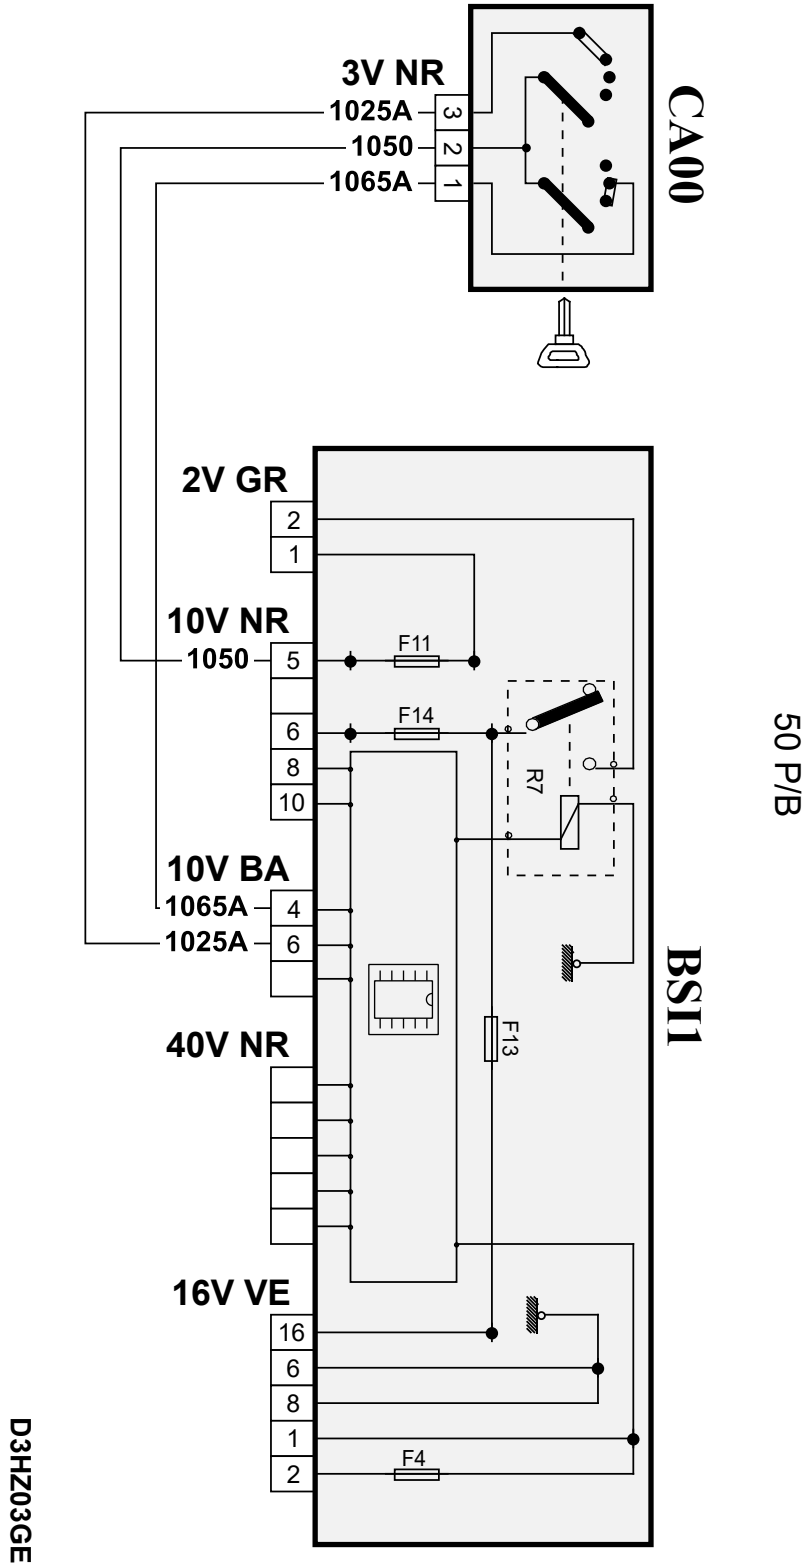 3V NR
1025A 3
1050 2
1065A 1
CA00
2V GR
2
1
10V NR
1050 5
F11
6
F14
8
10
R7
10V BA
1065A 4
1025A 6
50 P/B
BSI1
F13
40V NR
16V VE
16
6
8
1
2
F4
D3HZ03GE